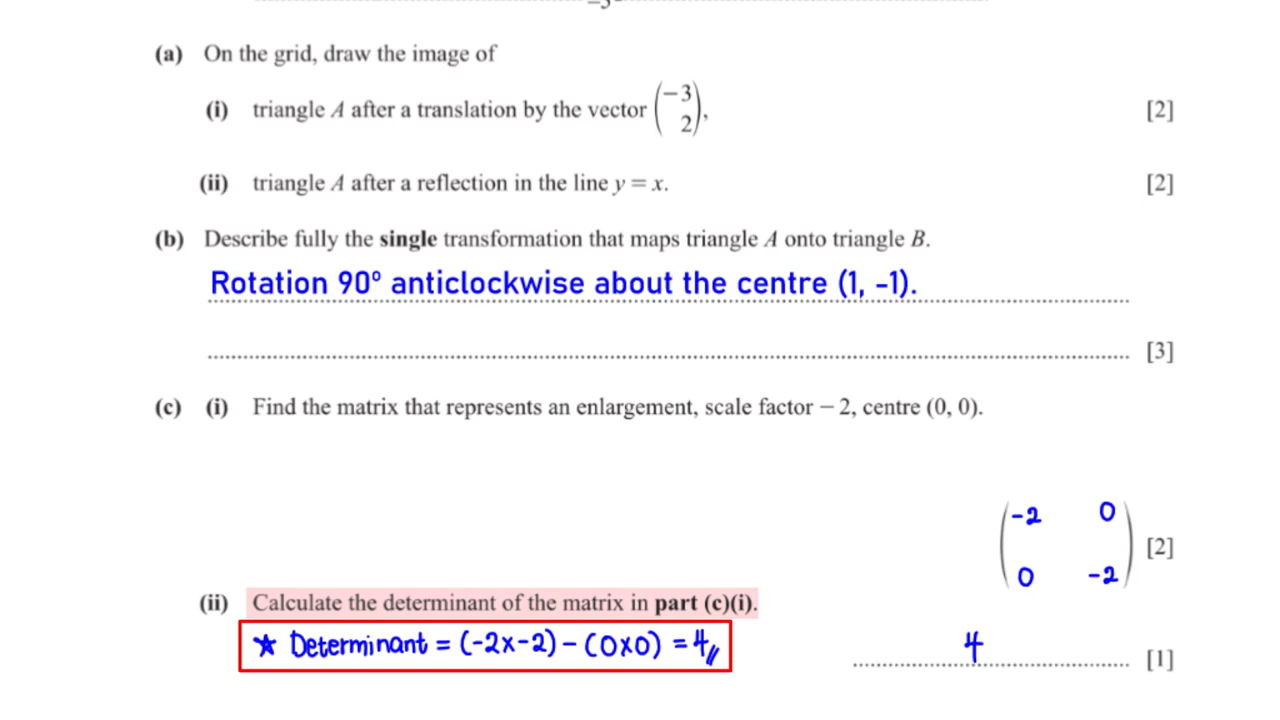 (a) On the grid, draw the image of
(i) triangle A after a translation by the vector (−3 2), [2]
(ii) triangle A after a reflection in the line y = x. [2]
(b) Describe fully the single transformation that maps triangle A onto triangle B.
Rotation 90° anticlockwise about the centre (1, -1).
[3]
(c) (i) Find the matrix that represents an enlargement, scale factor − 2, centre (0, 0).
-2 0
[2]
0 -2
(ii) Calculate the determinant of the matrix in part (c)(i).
★ Determinant = (-2x-2) - (0x0) = 4 4 [1]